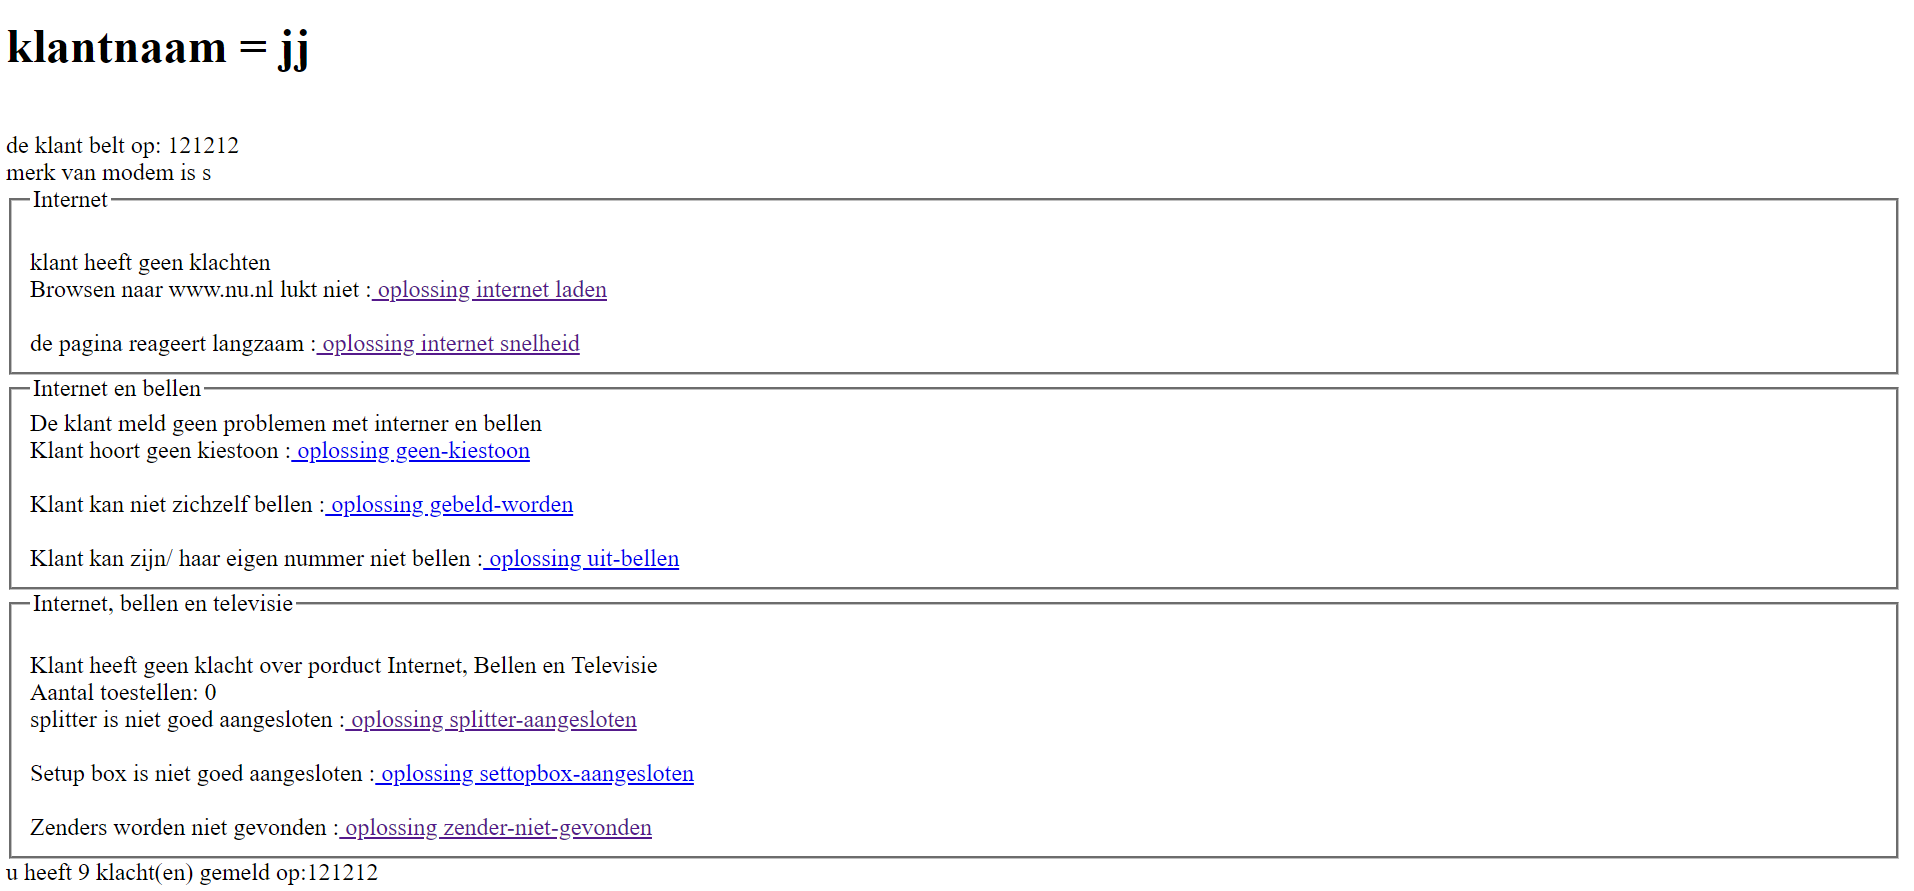 klantnaam = jj
de klant belt op: 121212
merk van modem is s
Internet
klant heeft geen klachten
Browsen naar www.nu.nl lukt niet : oplossing internet laden
de pagina reageert langzaam : oplossing internet snelheid
Internet en bellen
De klant meld geen problemen met interner en bellen
Klant hoort geen kiestoon : oplossing geen-kiestoon
Klant kan niet zichzelf bellen : oplossing gebeld-worden
Klant kan zijn/ haar eigen nummer niet bellen : oplossing uit-bellen
Internet, bellen en televisie
Klant heeft geen klacht over porduct Internet, Bellen en Televisie
Aantal toestellen: 0
splitter is niet goed aangesloten : oplossing splitter-aangesloten
Setup box is niet goed aangesloten : oplossing settopbox-aangesloten
Zenders worden niet gevonden : oplossing zender-niet-gevonden
u heeft 9 klacht(en) gemeld op:121212